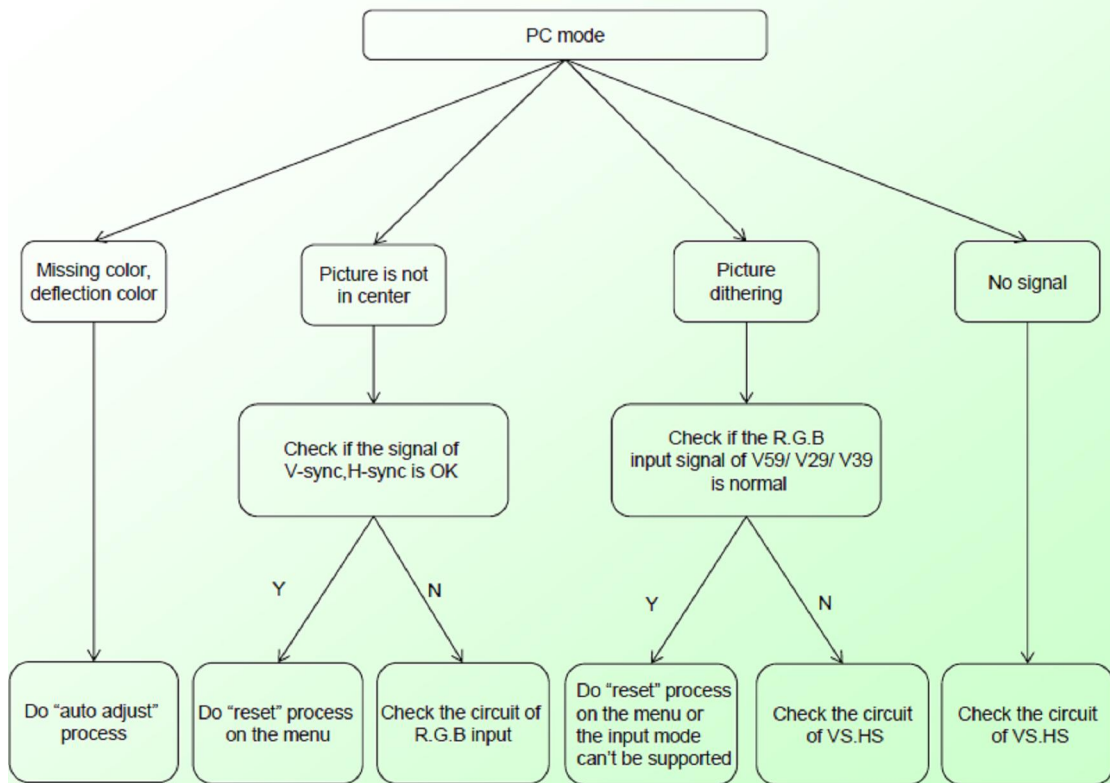 PC mode
Missing color,
deflection color
Picture is not
in center
Picture
dithering
No signal
Check if the signal of
V-sync,H-sync is OK
Check if the R.G.B
input signal of V59/ V29/ V39
is normal
Y
N
Y
N
Do “auto adjust”
process
Do “reset” process
on the menu
Check the circuit of
R.G.B input
Do “reset” process
on the menu or
the input mode
can’t be supported
Check the circuit
of VS.HS
Check the circuit
of VS.HS